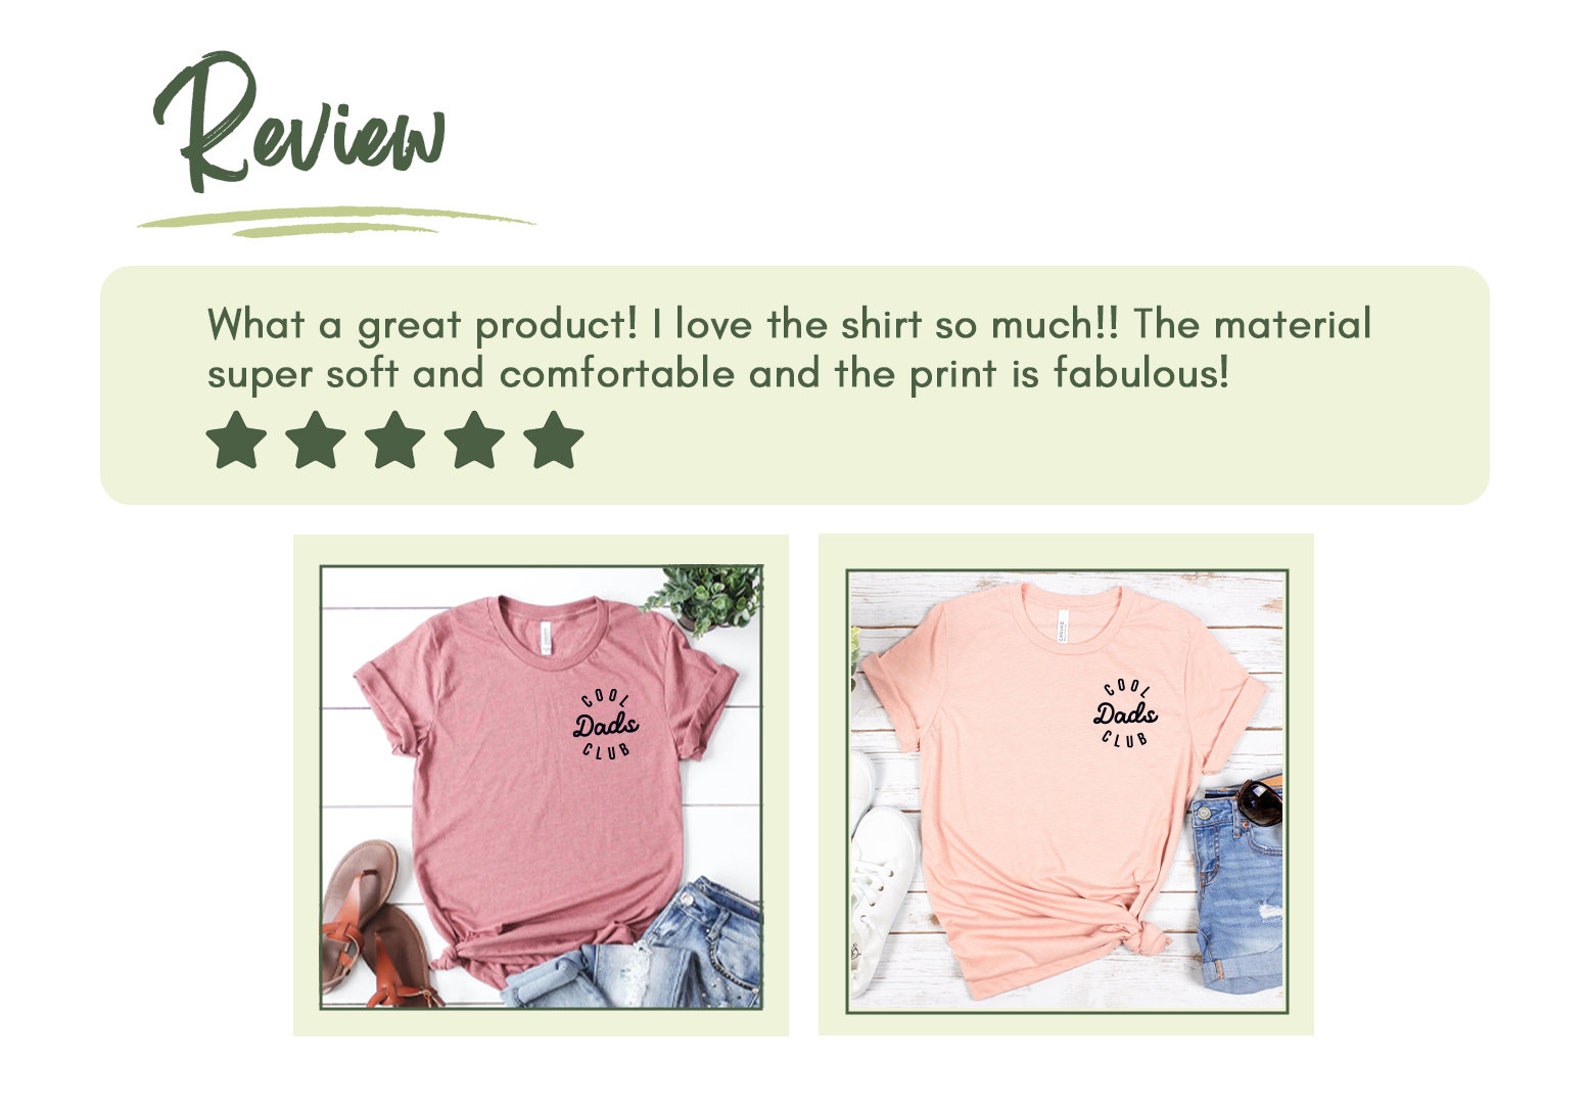 Review
What a great product! I love the shirt so much!! The material
super soft and comfortable and the print is fabulous!
COOL
Dads
CLUB
COOL
Dads
CLUB
CANVAS